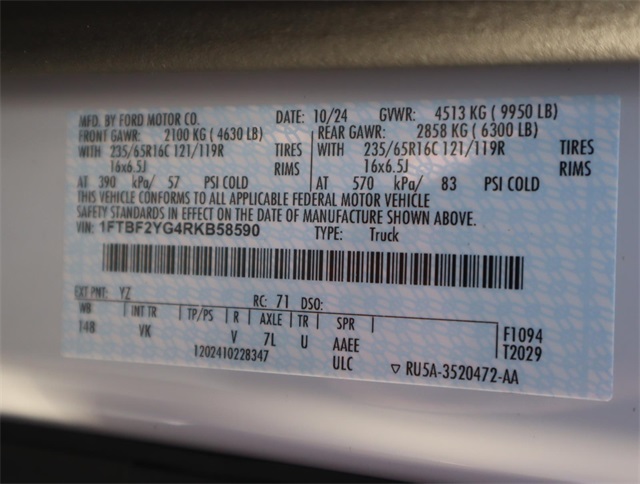 MFD. BY FORD MOTOR CO. DATE: 10/24 GVWR: 4513 KG ( 9950 LB)
FRONT GAWR: 2100 KG ( 4630 LB) REAR GAWR: 2858 KG ( 6300 LB)
WITH 235/65R16C 121/119R TIRES WITH 235/65R16C 121/119R TIRES
16x6.5J RIMS 16x6.5J RIMS
AT 390 kPa/ 57 PSI COLD AT 570 kPa/ 83 PSI COLD
THIS VEHICLE CONFORMS TO ALL APPLICABLE FEDERAL MOTOR VEHICLE
SAFETY STANDARDS IN EFFECT ON THE DATE OF MANUFACTURE SHOWN ABOVE.
VIN: 1FTBF2YG4RKB58590 TYPE: Truck
EXT PNT: YZ RC: 71 DSO:
WB INT TR TP/PS R AXLE TR SPR F1094
148 VK V 7L U AAEE T2029
1202410228347 ULC ▽ RU5A-3520472-AA